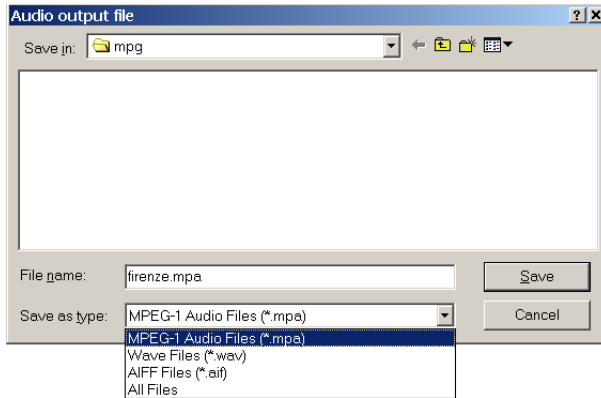 Audio output file
Save in: mpg
File name: firenze.mpa
Save
Save as type: MPEG-1 Audio Files (*.mpa)
Cancel
MPEG-1 Audio Files (*.mpa)
Wave Files (*.wav)
AIFF Files (*.aif)
All Files